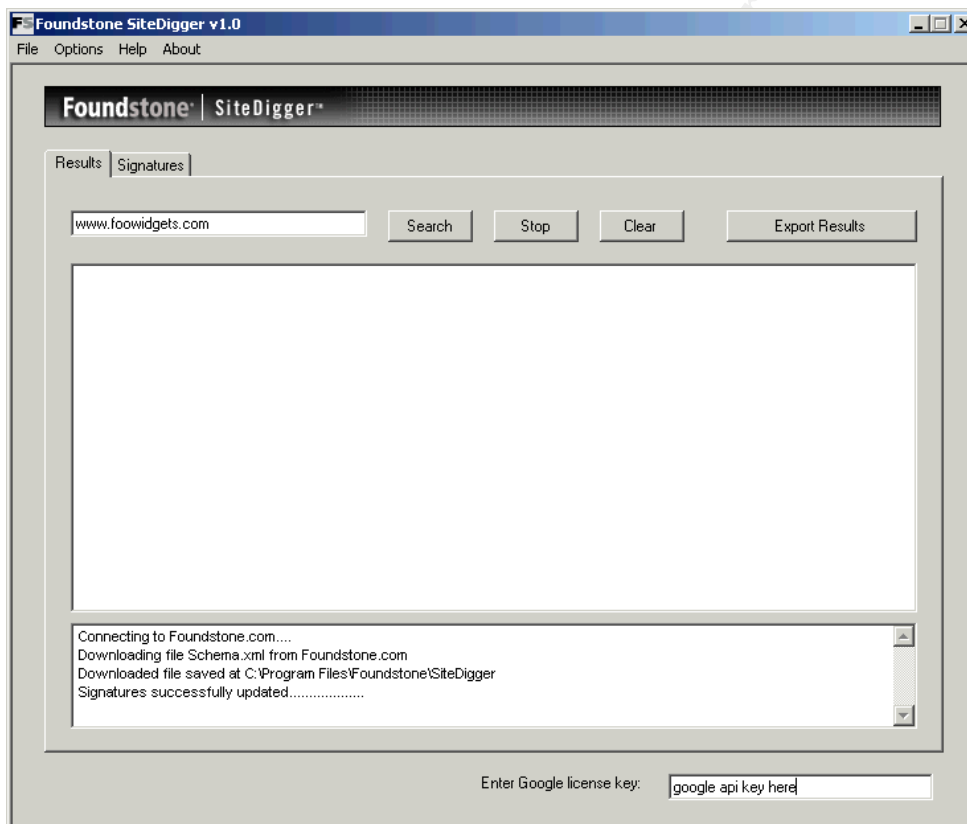 FS Foundstone SiteDigger v1.0
File Options Help About
Foundstone | SiteDigger™
Results Signatures
www.foowidgets.com Search Stop Clear Export Results
Connecting to Foundstone.com....
Downloading file Schema.xml from Foundstone.com
Downloaded file saved at C:\Program Files\Foundstone\SiteDigger
Signatures successfully updated...................
Enter Google license key: google api key here